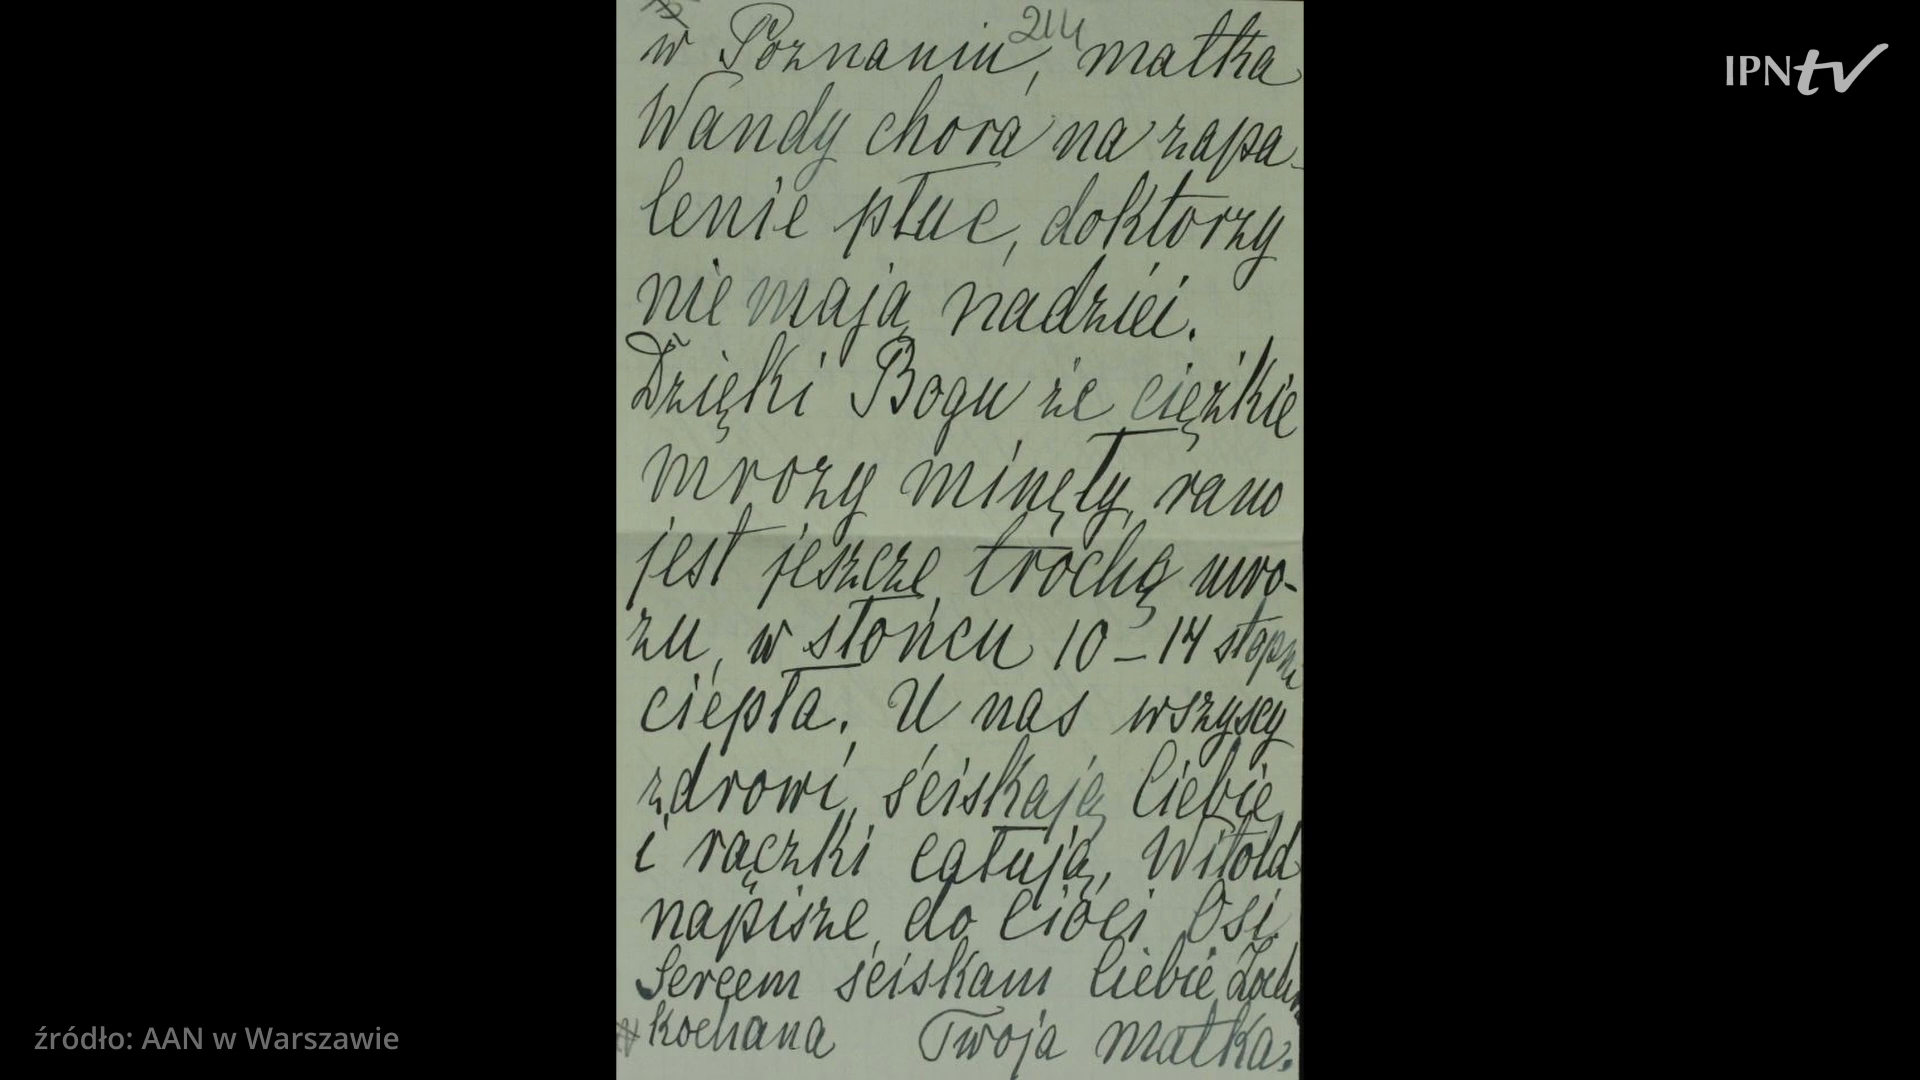 214
w Poznaniu, matka
Wandy chora na zapa-
lenie płuc, doktorzy
nie mają nadziei.
Dzięki Bogu że ciężkie
mrozy minęły, rano
jest jeszcze trochę mro-
zu, w słońcu 10–14 stopni
ciepła. U nas wszyscy
zdrowi, ściskają Ciebie
i rączki całują, Witold
napisze do Cioci Osi.
Sercem ściskam Ciebie
kochana Twoja matka.
IPNtv
źródło: AAN w Warszawie